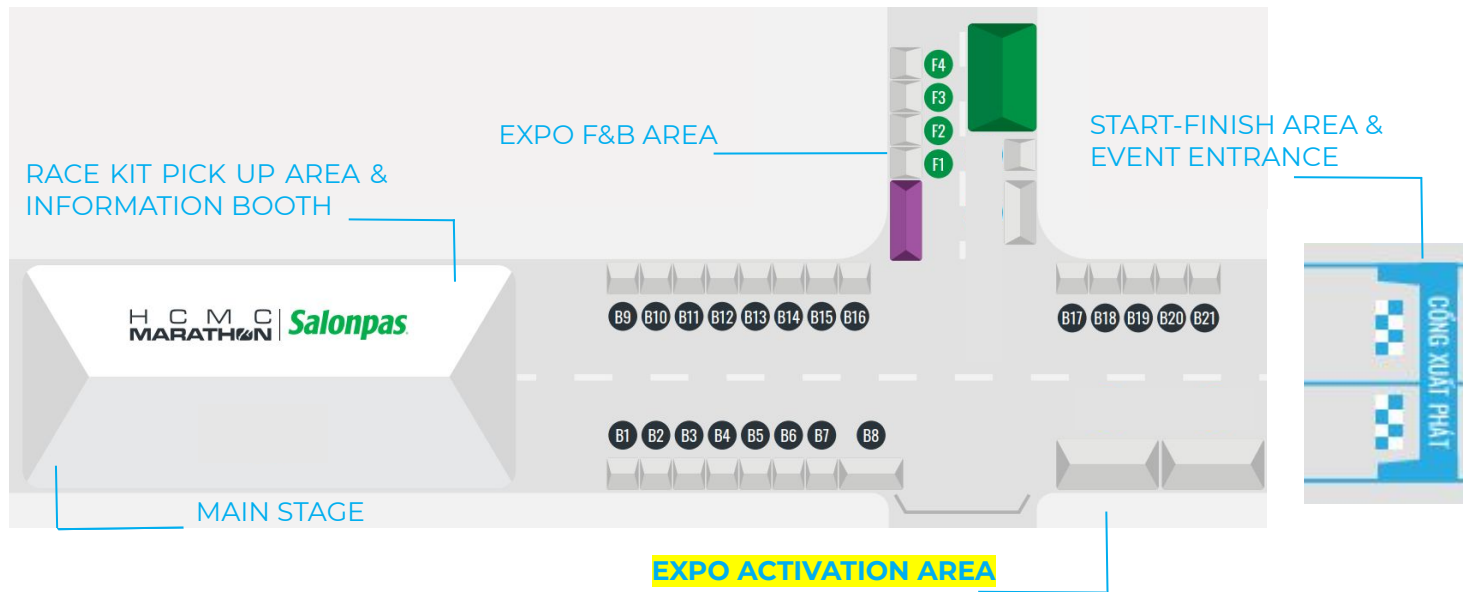 F4
F3
EXPO F&B AREA
F2
F1
START-FINISH AREA &
EVENT ENTRANCE
RACE KIT PICK UP AREA &
INFORMATION BOOTH
HCMC
MARATHON
Salonpas
B9 B10 B11 B12 B13 B14 B15 B16
B17 B18 B19 B20 B21
CỔNG XUẤT PHÁT
B1 B2 B3 B4 B5 B6 B7 B8
MAIN STAGE
EXPO ACTIVATION AREA